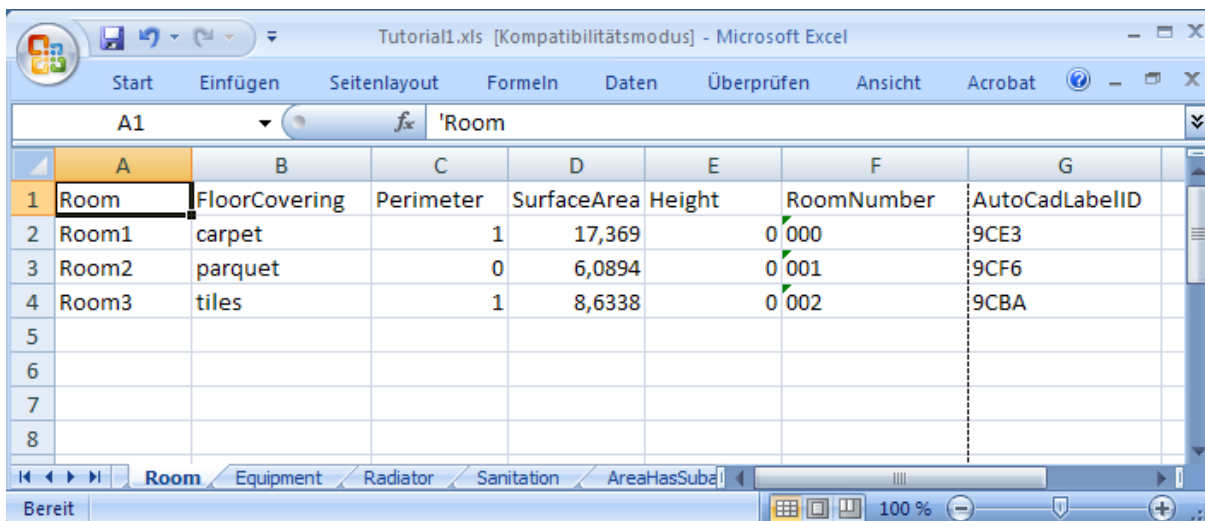 Tutorial1.xls [Kompatibilitätsmodus] - Microsoft Excel
Start Einfügen Seitenlayout Formeln Daten Überprüfen Ansicht Acrobat
A1 fx 'Room
A B C D E F G
1 Room FloorCovering Perimeter SurfaceArea Height RoomNumber AutoCadLabelID
2 Room1 carpet 1 17,369 0 000 9CE3
3 Room2 parquet 0 6,0894 0 001 9CF6
4 Room3 tiles 1 8,6338 0 002 9CBA
5
6
7
8
Room Equipment Radiator Sanitation AreaHasSuba
Bereit 100 %